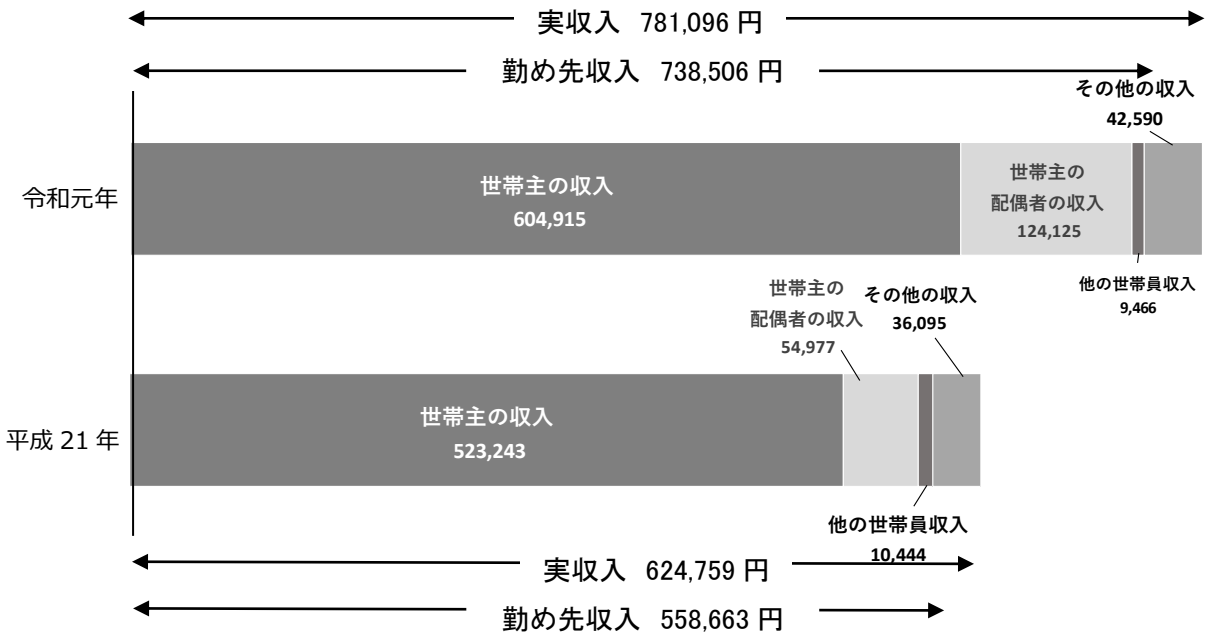 実収入 781,096 円
勤め先収入 738,506 円
その他の収入
42,590
令和元年
世帯主の収入
604,915
世帯主の
配偶者の収入
124,125
他の世帯員収入
9,466
世帯主の
配偶者の収入
54,977
その他の収入
36,095
平成 21 年
世帯主の収入
523,243
他の世帯員収入
10,444
実収入 624,759 円
勤め先収入 558,663 円